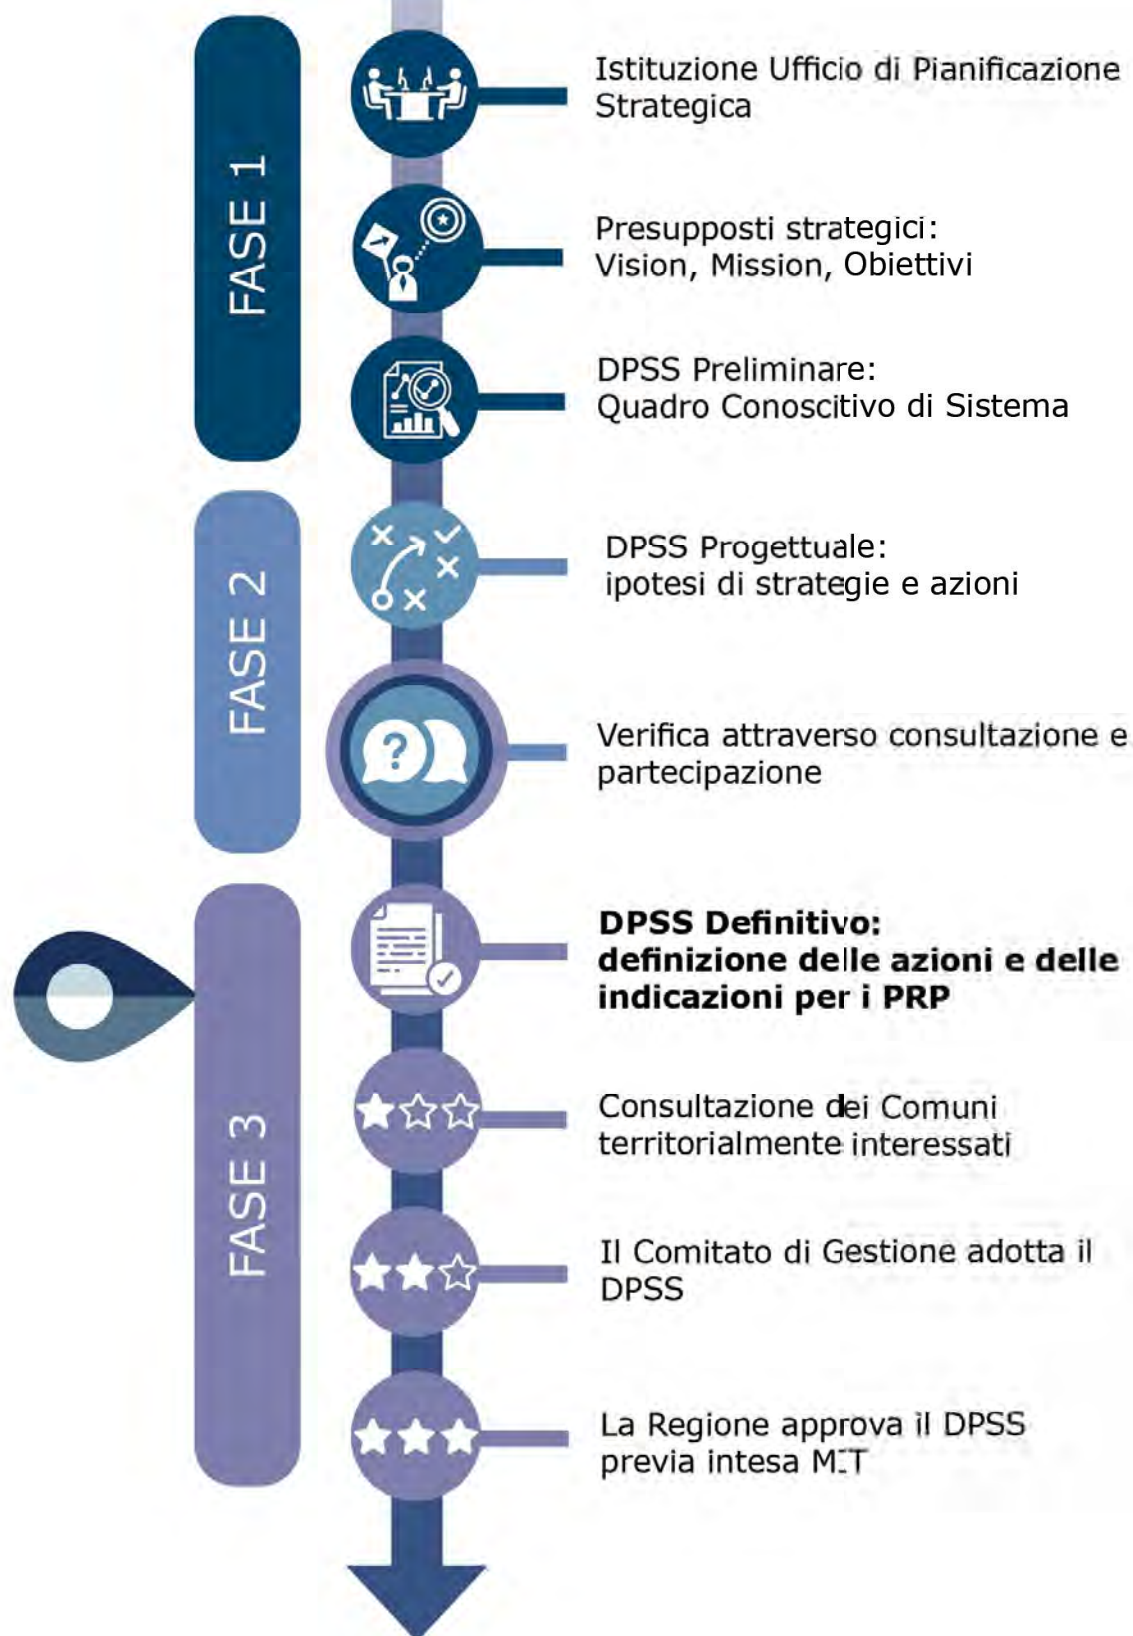 FASE 1
Istituzione Ufficio di Pianificazione
Strategica
Presupposti strategici:
Vision, Mission, Obiettivi
DPSS Preliminare:
Quadro Conoscitivo di Sistema
FASE 2
DPSS Progettuale:
ipotesi di strategie e azioni
?
Verifica attraverso consultazione e
partecipazione
FASE 3
DPSS Definitivo:
definizione delle azioni e delle
indicazioni per i PRP
Consultazione dei Comuni
territorialmente interessati
Il Comitato di Gestione adotta il
DPSS
La Regione approva il DPSS
previa intesa MIT